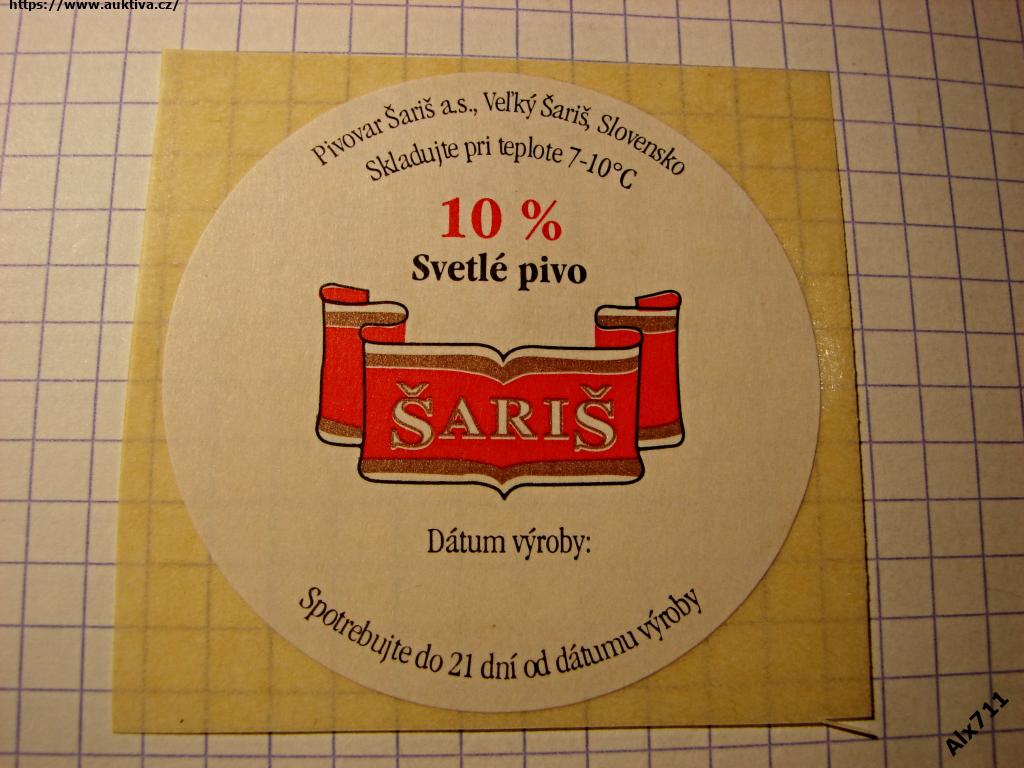 https://www.auktiva.cz/
Pivovar Šariš a.s., Veľký Šariš, Slovensko
Skladujte pri teplote 7-10°C
10 %
Svetlé pivo
ŠARIŠ
Dátum výroby:
Spotrebujte do 21 dní od dátumu výroby
Alx711